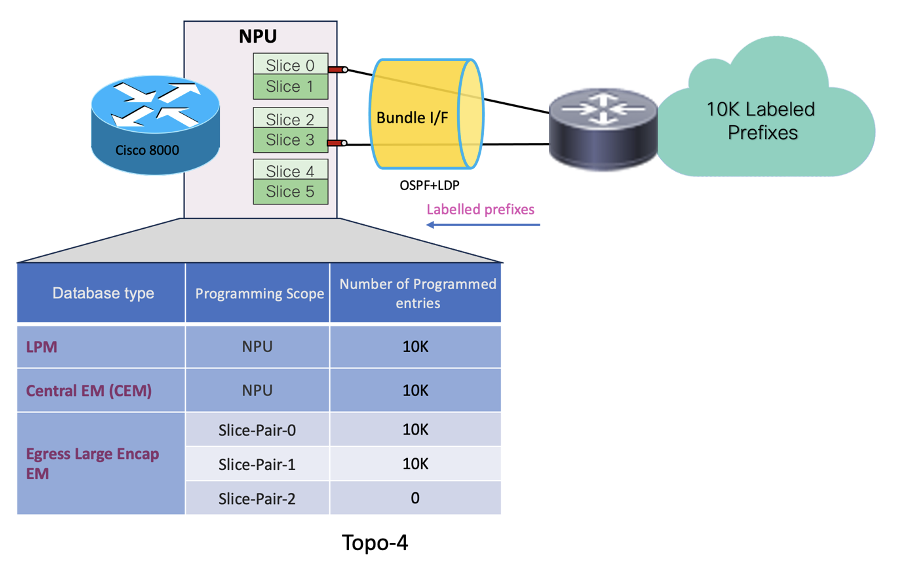 NPU
Slice 0
Slice 1
Slice 2
Slice 3
Slice 4
Slice 5
Cisco 8000
Bundle I/F
OSPF+LDP
Labelled prefixes
10K Labeled
Prefixes
Database type
Programming Scope
Number of Programmed
entries
LPM
NPU
10K
Central EM (CEM)
NPU
10K
Egress Large Encap
EM
Slice-Pair-0
10K
Slice-Pair-1
10K
Slice-Pair-2
0
Topo-4